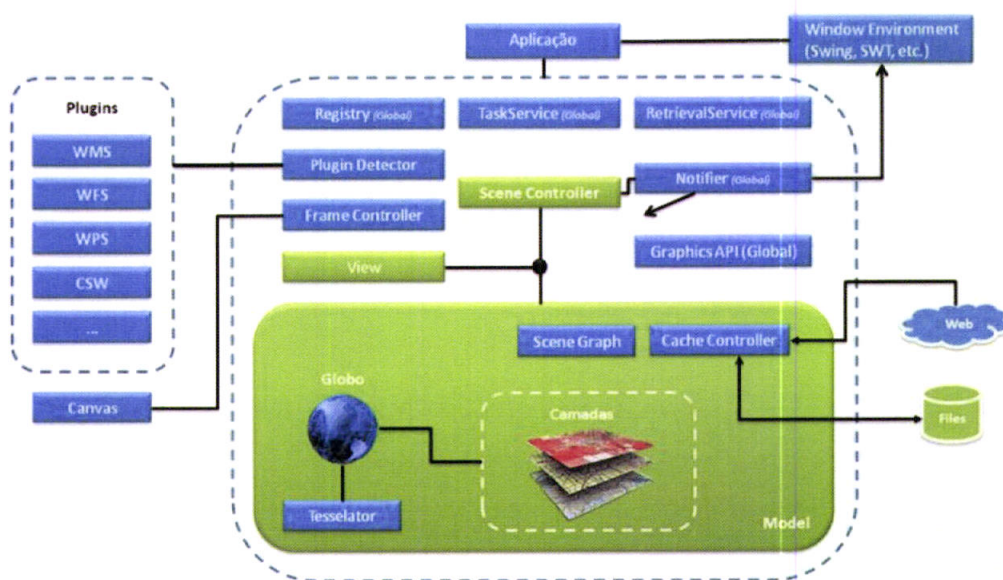 Aplicação
Window Environment
(Swing, SWT, etc.)
Plugins
WMS
WFS
WPS
CSW
...
Canvas
Registry (Global)
TaskService (Global)
RetrievalService (Global)
Plugin Detector
Scene Controller
Notifier (Global)
Frame Controller
View
Graphics API (Global)
Scene Graph
Cache Controller
Web
Files
Globo
Camadas
Tesselator
Model